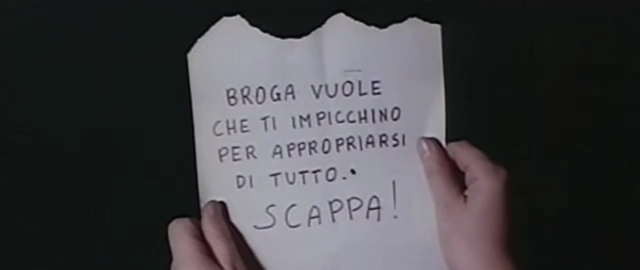 BROGA VUOLE
CHE TI IMPICCHINO
PER APPROPRIARSI
DI TUTTO..
SCAPPA!